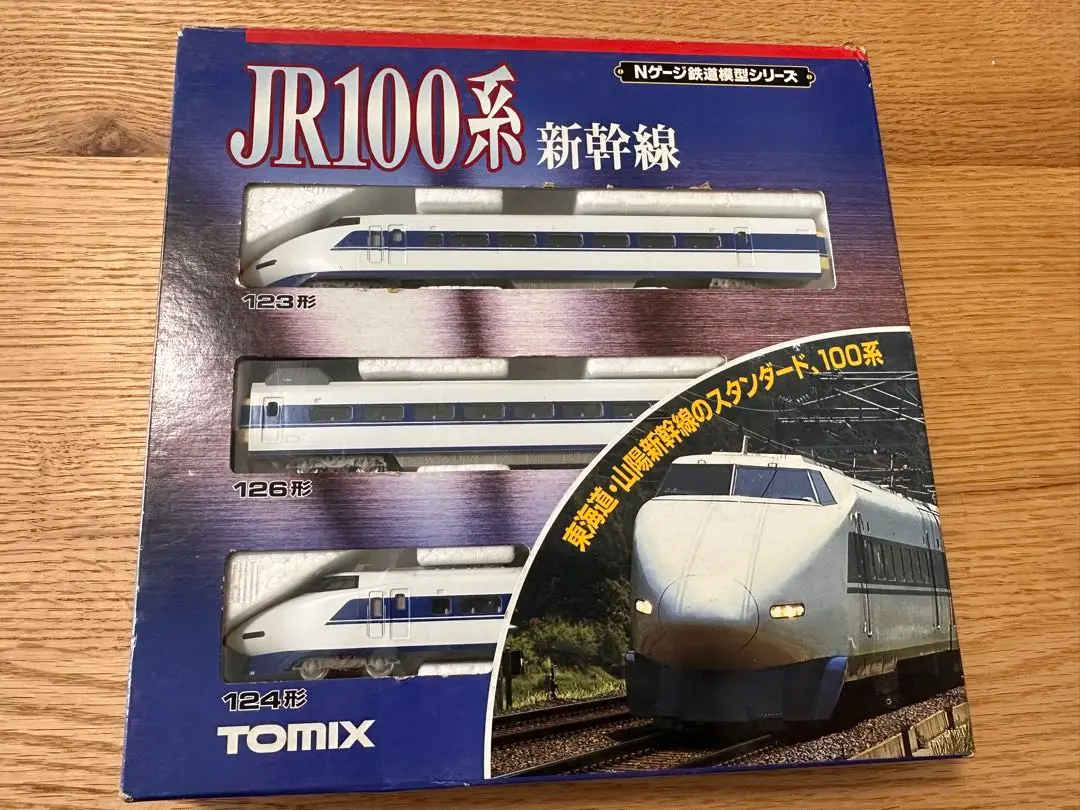 Nゲージ鉄道模型シリーズ
JR100系 新幹線
123形
126形
東海道・山陽新幹線のスタンダード、100系
124形
TOMIX